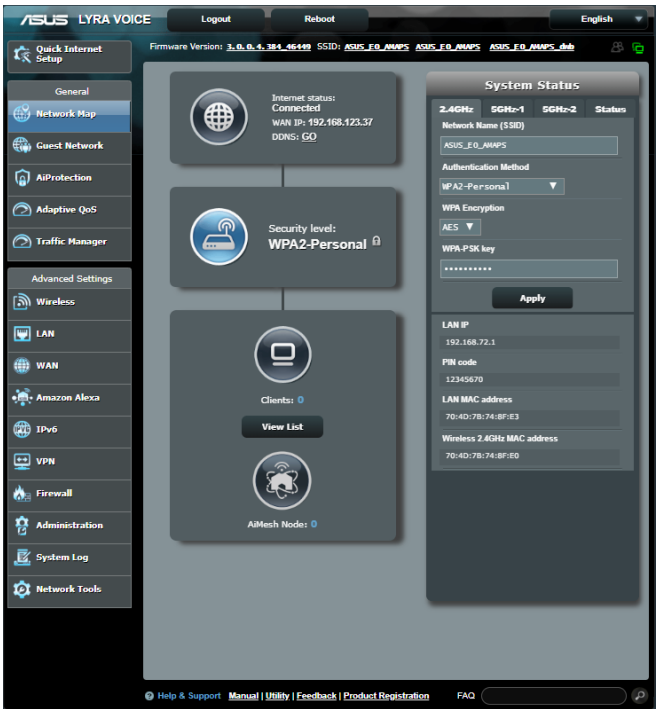 ASUS LYRA VOICE Logout Reboot English
Quick Internet Setup
Firmware Version: 3.0.0.4.384_46449 SSID: ASUS_E0_AMAPS ASUS_E0_AMAPS ASUS_E0_AMAPS_dwb
General
Network Map
Guest Network
AiProtection
Adaptive QoS
Traffic Manager
Advanced Settings
Wireless
LAN
WAN
Amazon Alexa
IPv6
VPN
Firewall
Administration
System Log
Network Tools
Internet status:
Connected
WAN IP: 192.168.123.37
DDNS: GO
Security level:
WPA2-Personal
Clients: 0
View List
AiMesh Node: 0
System Status
2.4GHz 5GHz-1 5GHz-2 Status
Network Name (SSID)
ASUS_E0_AMAPS
Authentication Method
WPA2-Personal
WPA Encryption
AES
WPA-PSK key
••••••••••
Apply
LAN IP
192.168.72.1
PIN code
12345670
LAN MAC address
70:4D:7B:74:8F:E3
Wireless 2.4GHz MAC address
70:4D:7B:74:8F:E0
Help & Support Manual | Utility | Feedback | Product Registration FAQ